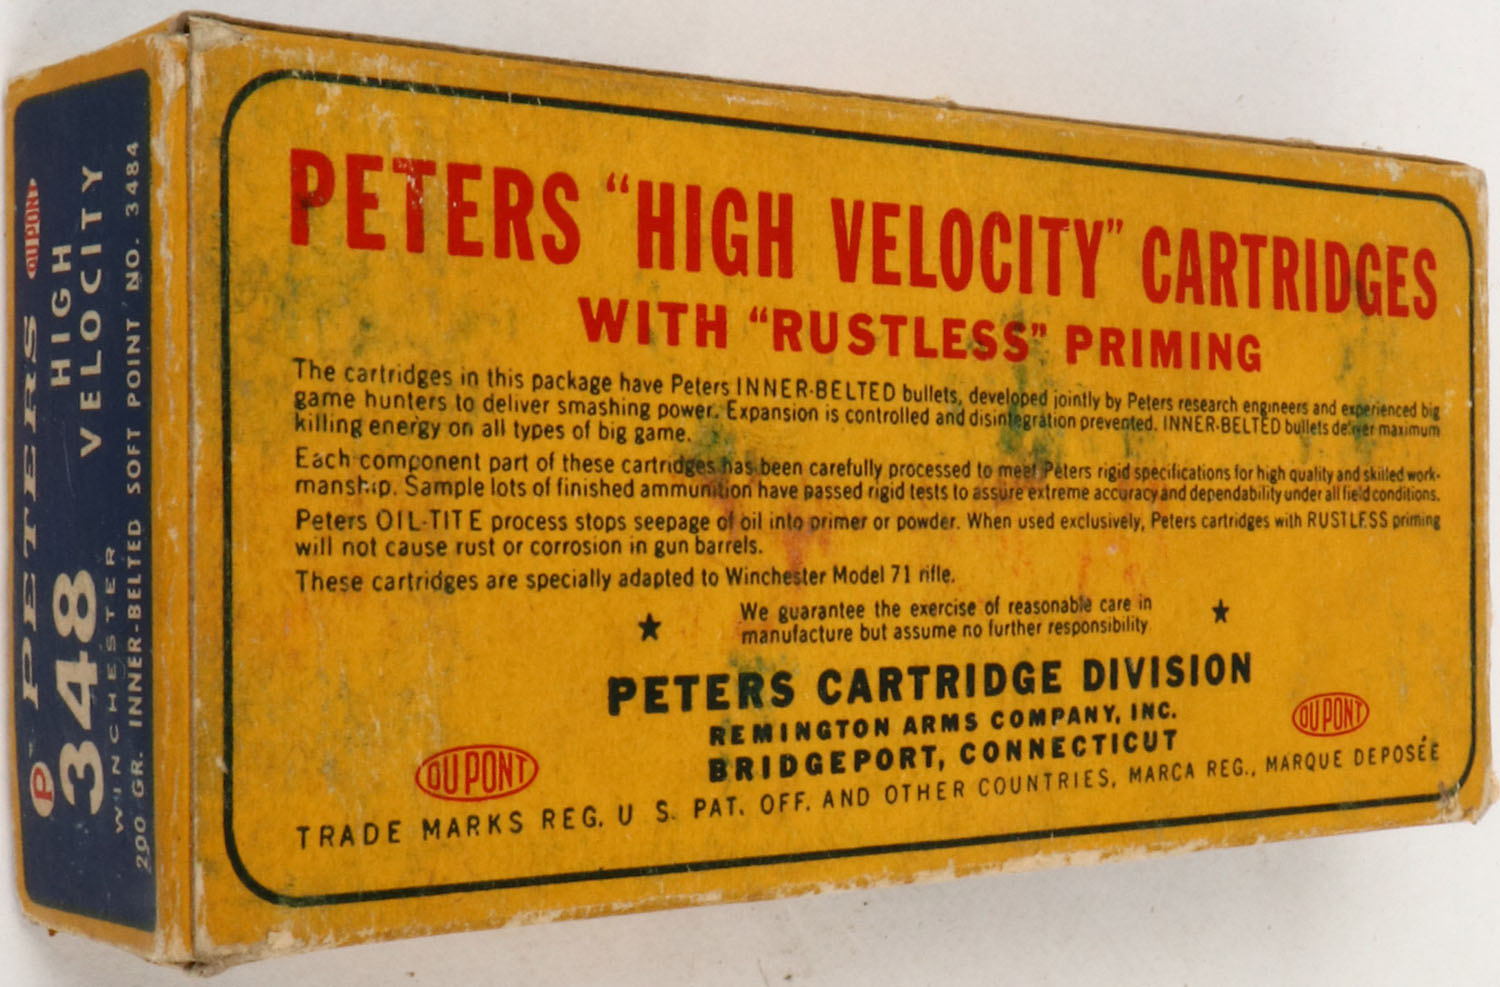 PETERS "HIGH VELOCITY" CARTRIDGES
WITH "RUSTLESS" PRIMING
The cartridges in this package have Peters INNER-BELTED bullets, developed jointly by Peters research engineers and experienced big
game hunters to deliver smashing power. Expansion is controlled and disintegration prevented. INNER-BELTED bullets deliver maximum
killing energy on all types of big game.
Each component part of these cartridges has been carefully processed to meet Peters rigid specifications for high quality and skilled work-
manship. Sample lots of finished ammunition have passed rigid tests to assure extreme accuracy and dependability under all field conditions.
Peters OIL-TITE process stops seepage of oil into primer or powder. When used exclusively, Peters cartridges with RUSTLESS priming
will not cause rust or corrosion in gun barrels.
These cartridges are specially adapted to Winchester Model 71 rifle.
★ We guarantee the exercise of reasonable care in ★
manufacture but assume no further responsibility
PETERS CARTRIDGE DIVISION
REMINGTON ARMS COMPANY, INC.
BRIDGEPORT, CONNECTICUT
DU PONT
DU PONT
TRADE MARKS REG. U S. PAT. OFF. AND OTHER COUNTRIES, MARCA REG., MARQUE DEPOSÉE
P PETERS DU PONT
348 HIGH
VELOCITY
WINCHESTER
200 GR. INNER-BELTED SOFT POINT NO. 3484